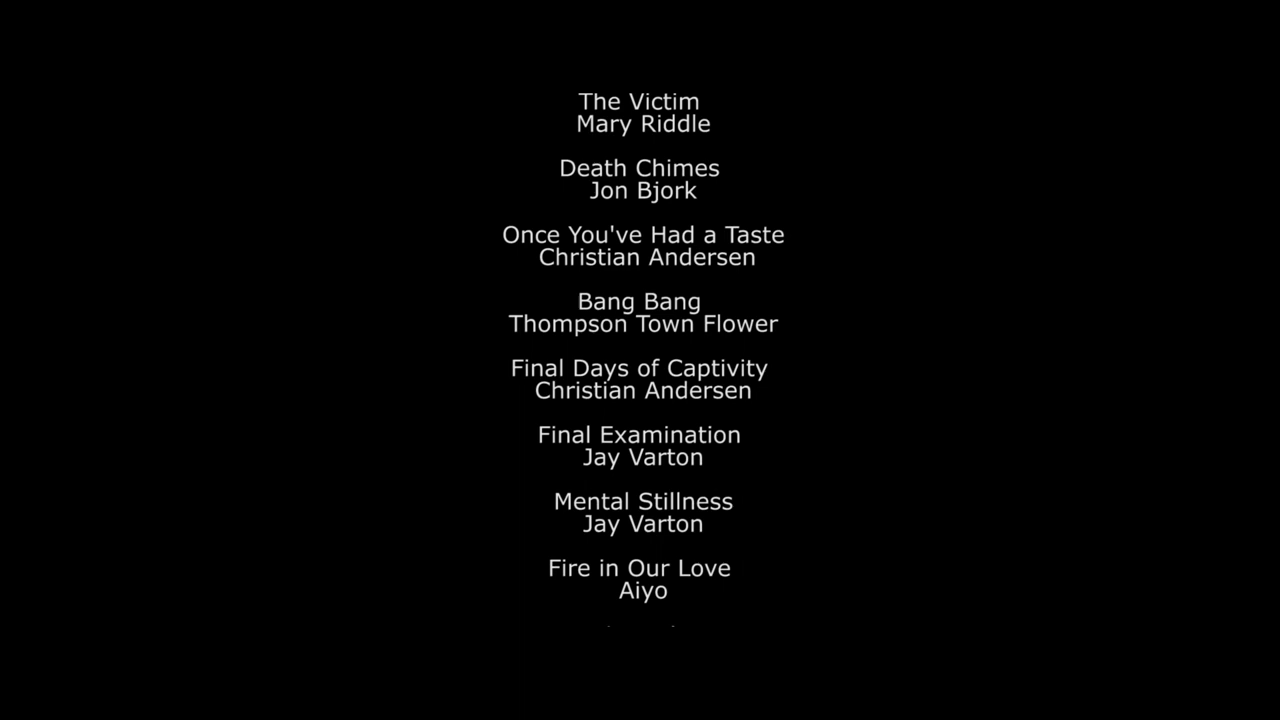 The Victim
Mary Riddle
Death Chimes
Jon Bjork
Once You've Had a Taste
Christian Andersen
Bang Bang
Thompson Town Flower
Final Days of Captivity
Christian Andersen
Final Examination
Jay Varton
Mental Stillness
Jay Varton
Fire in Our Love
Aiyo